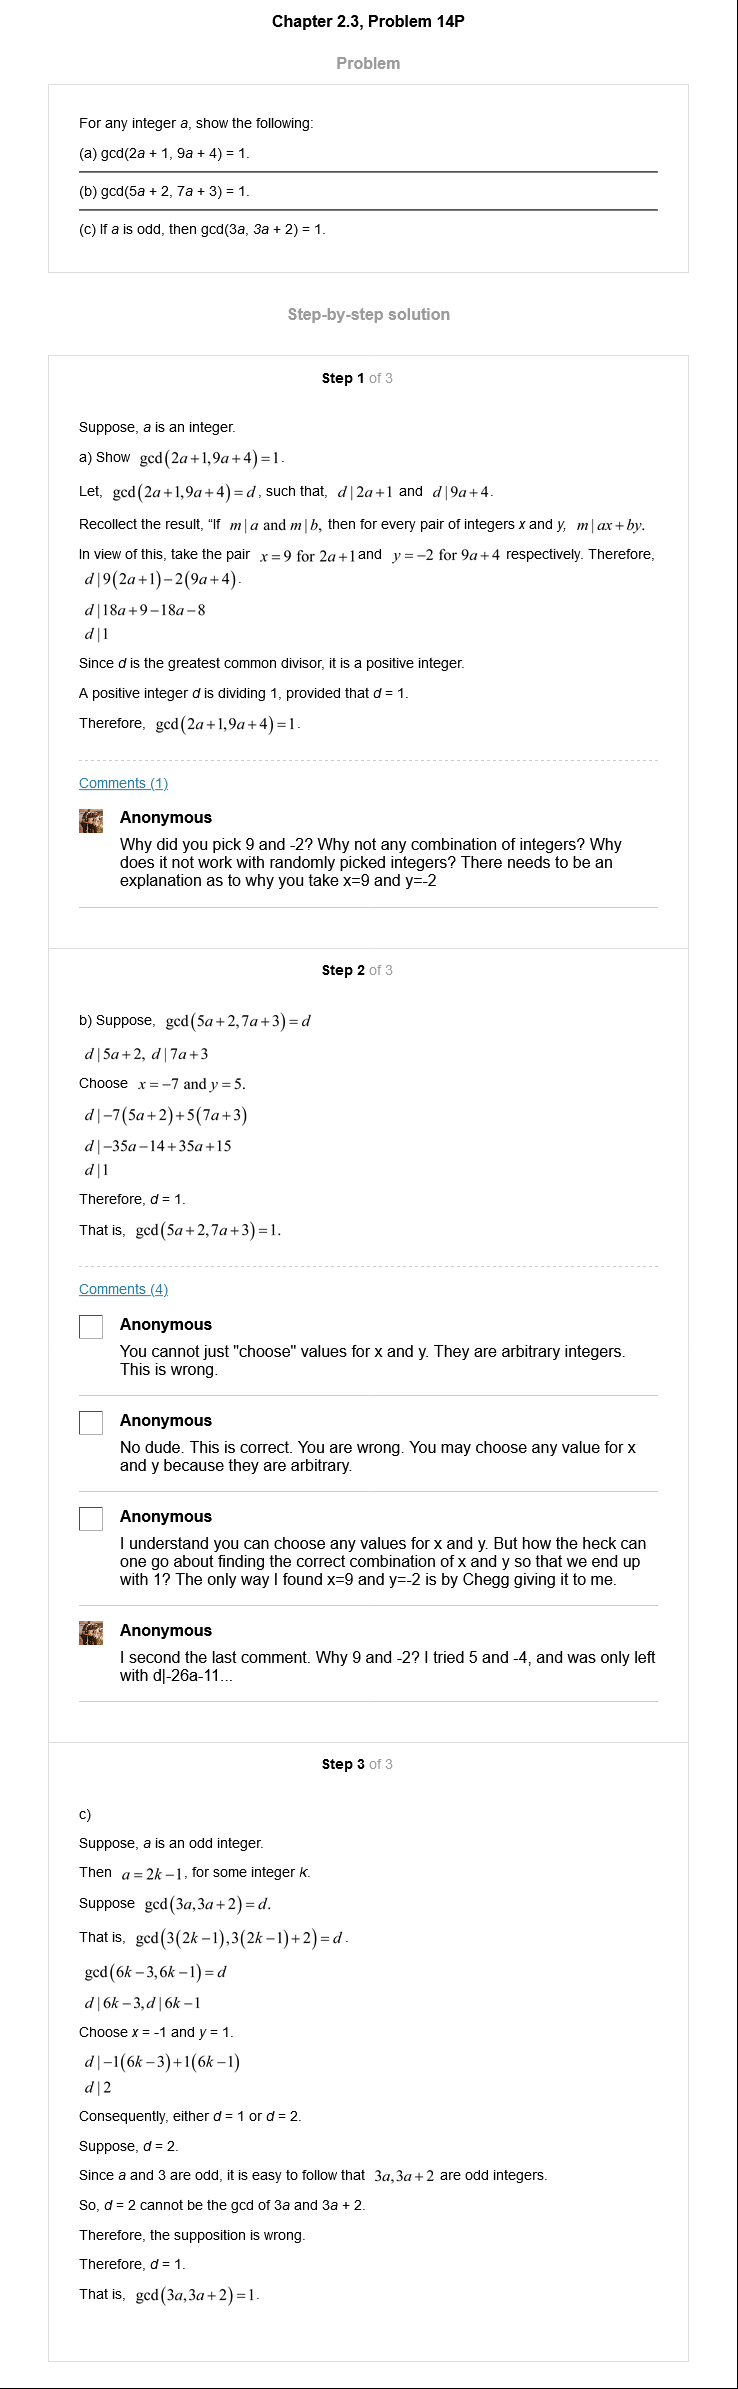 Chapter 2.3, Problem 14P
Problem
For any integer a, show the following:
(a) gcd(2a + 1, 9a + 4) = 1.
(b) gcd(5a + 2, 7a + 3) = 1.
(c) If a is odd, then gcd(3a, 3a + 2) = 1.
Step-by-step solution
Step 1 of 3
Suppose, a is an integer.
a) Show gcd(2a+1,9a+4)=1.
Let, gcd(2a+1,9a+4)=d, such that, d|2a+1 and d|9a+4.
Recollect the result, “If m|a and m|b, then for every pair of integers x and y, m|ax+by.
In view of this, take the pair x=9 for 2a+1 and y=−2 for 9a+4 respectively. Therefore,
d|9(2a+1)−2(9a+4).
d|18a+9−18a−8
d|1
Since d is the greatest common divisor, it is a positive integer.
A positive integer d is dividing 1, provided that d = 1.
Therefore, gcd(2a+1,9a+4)=1.
Comments (1)
Anonymous
Why did you pick 9 and -2? Why not any combination of integers? Why
does it not work with randomly picked integers? There needs to be an
explanation as to why you take x=9 and y=-2
Step 2 of 3
b) Suppose, gcd(5a+2,7a+3)=d
d|5a+2, d|7a+3
Choose x=−7 and y=5.
d|−7(5a+2)+5(7a+3)
d|−35a−14+35a+15
d|1
Therefore, d = 1.
That is, gcd(5a+2,7a+3)=1.
Comments (4)
Anonymous
You cannot just "choose" values for x and y. They are arbitrary integers.
This is wrong.
Anonymous
No dude. This is correct. You are wrong. You may choose any value for x
and y because they are arbitrary.
Anonymous
I understand you can choose any values for x and y. But how the heck can
one go about finding the correct combination of x and y so that we end up
with 1? The only way I found x=9 and y=-2 is by Chegg giving it to me.
Anonymous
I second the last comment. Why 9 and -2? I tried 5 and -4, and was only left
with d|-26a-11...
Step 3 of 3
c)
Suppose, a is an odd integer.
Then a=2k−1, for some integer k.
Suppose gcd(3a,3a+2)=d.
That is, gcd(3(2k−1),3(2k−1)+2)=d.
gcd(6k−3,6k−1)=d
d|6k−3,d|6k−1
Choose x = -1 and y = 1.
d|−1(6k−3)+1(6k−1)
d|2
Consequently, either d = 1 or d = 2.
Suppose, d = 2.
Since a and 3 are odd, it is easy to follow that 3a,3a+2 are odd integers.
So, d = 2 cannot be the gcd of 3a and 3a + 2.
Therefore, the supposition is wrong.
Therefore, d = 1.
That is, gcd(3a,3a+2)=1.